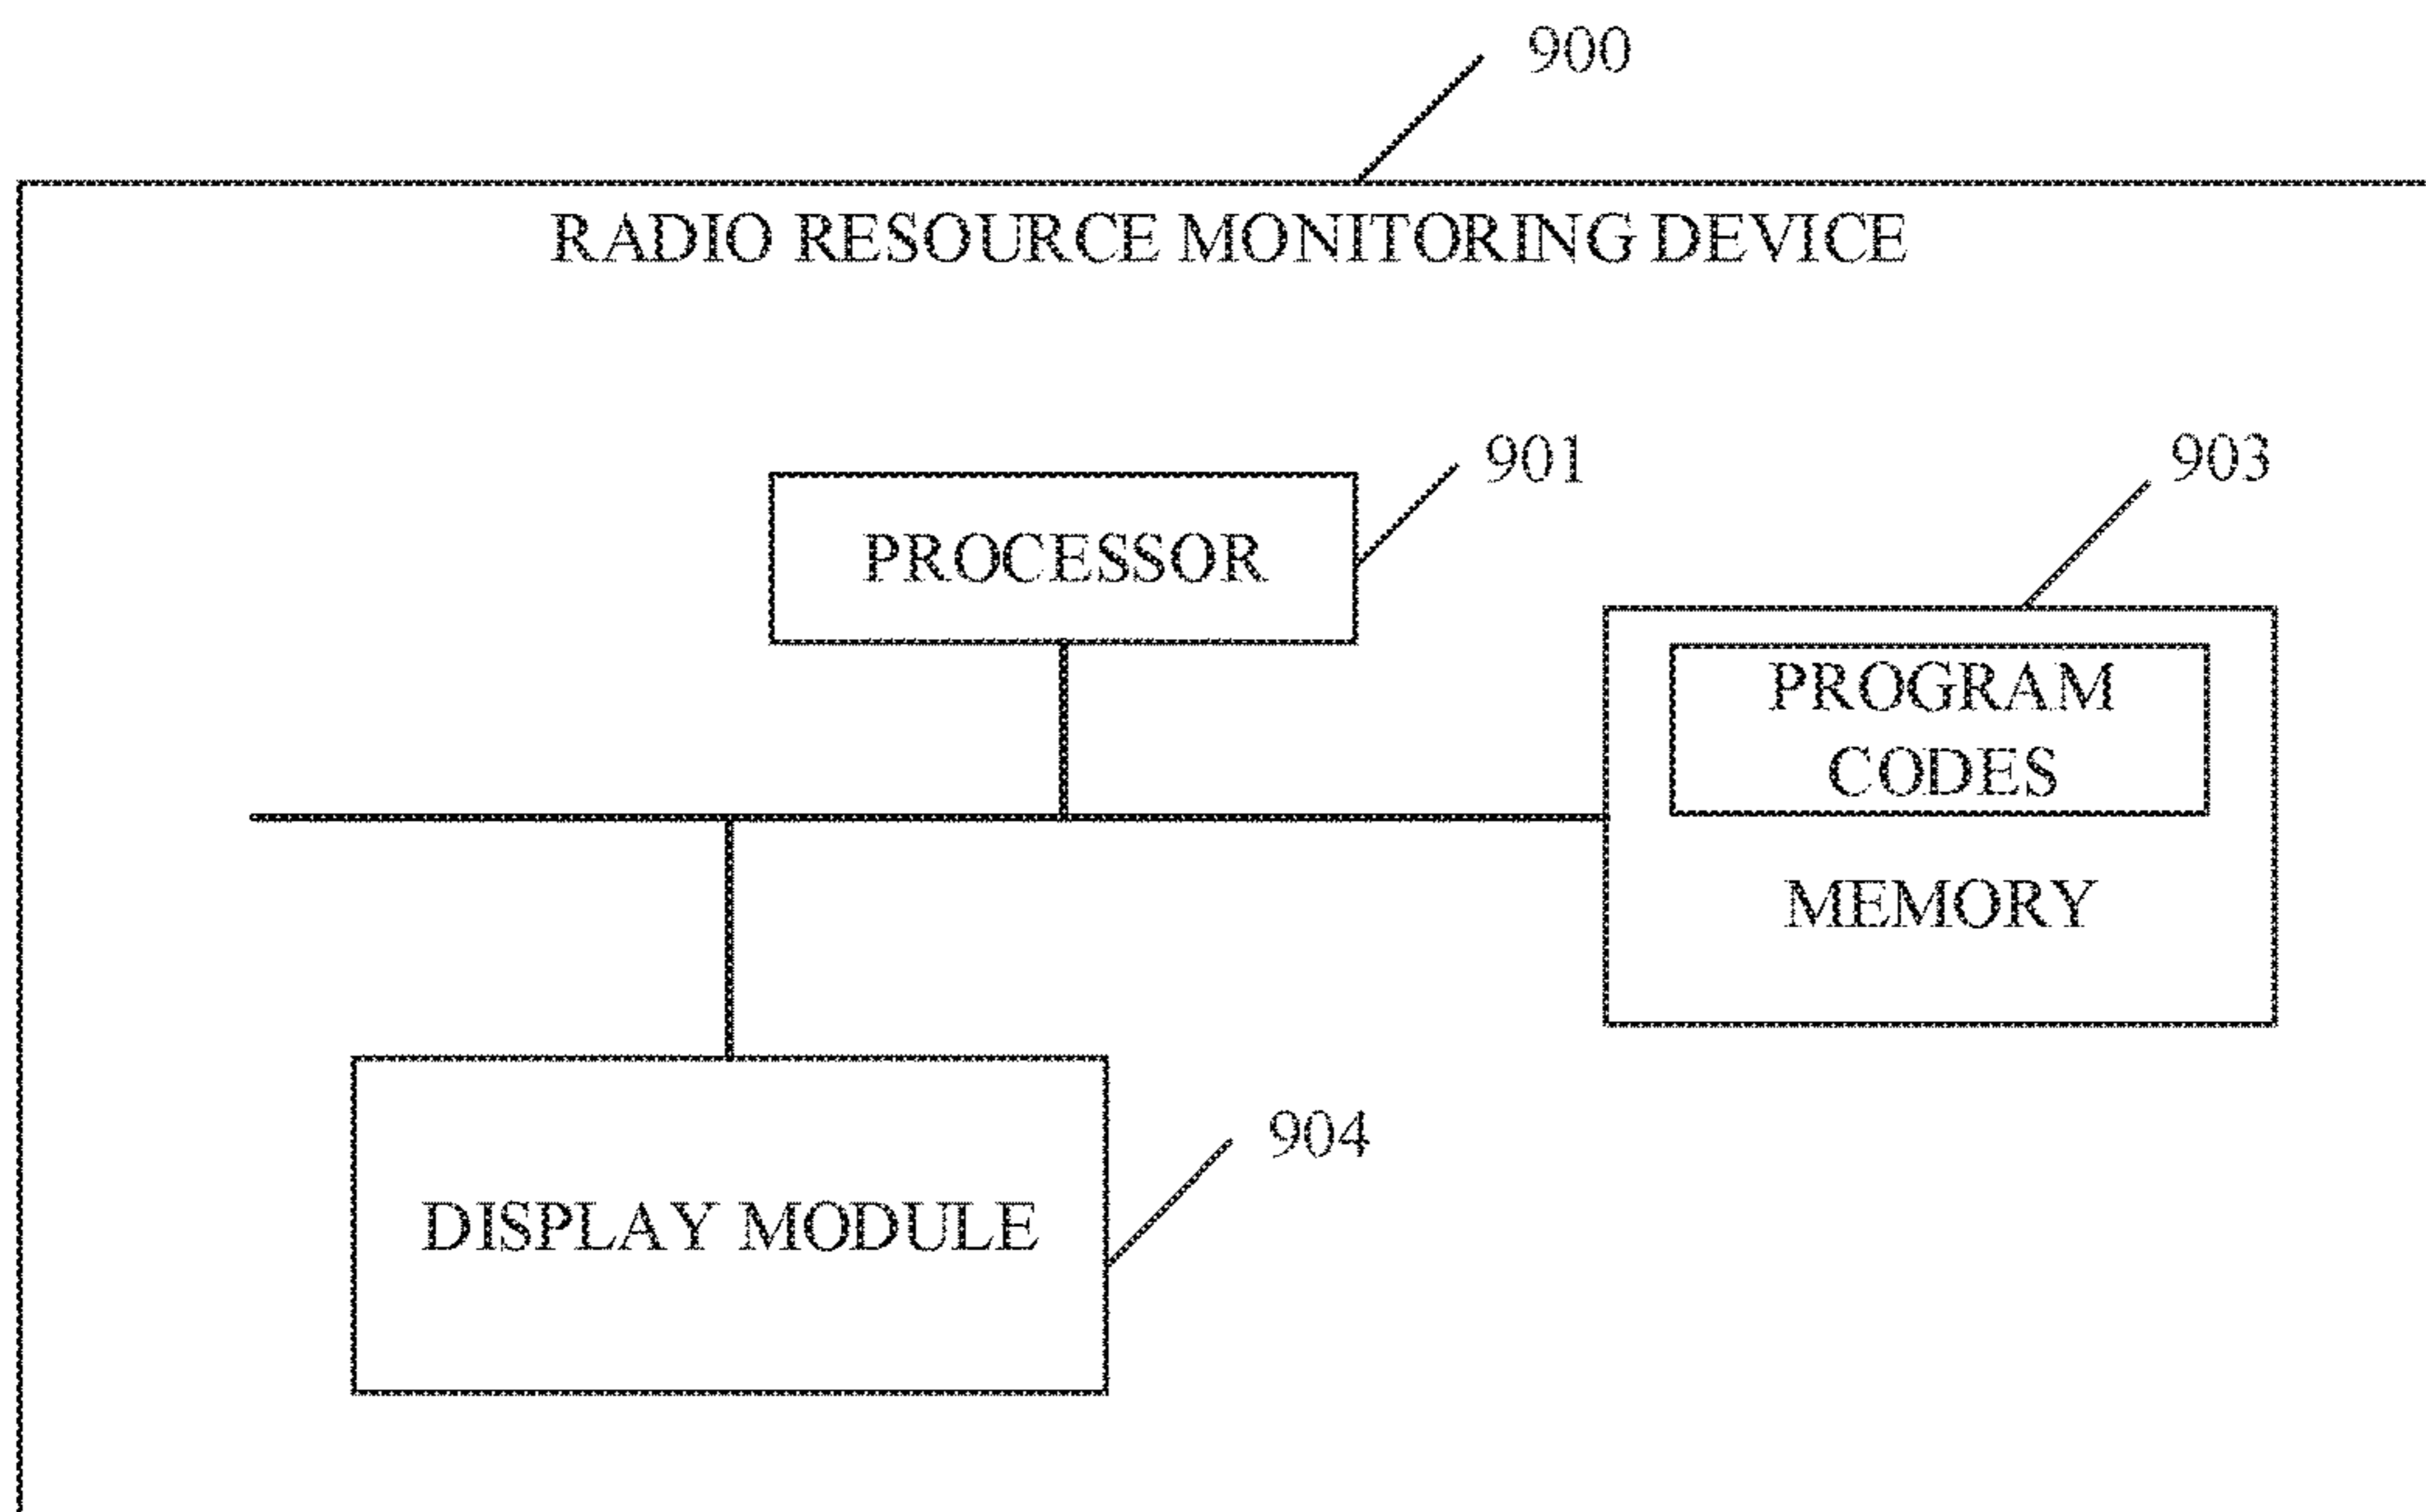 900
RADIO RESOURCE MONITORING DEVICE
901
903
PROCESSOR
PROGRAM
CODES
MEMORY
904
DISPLAY MODULE